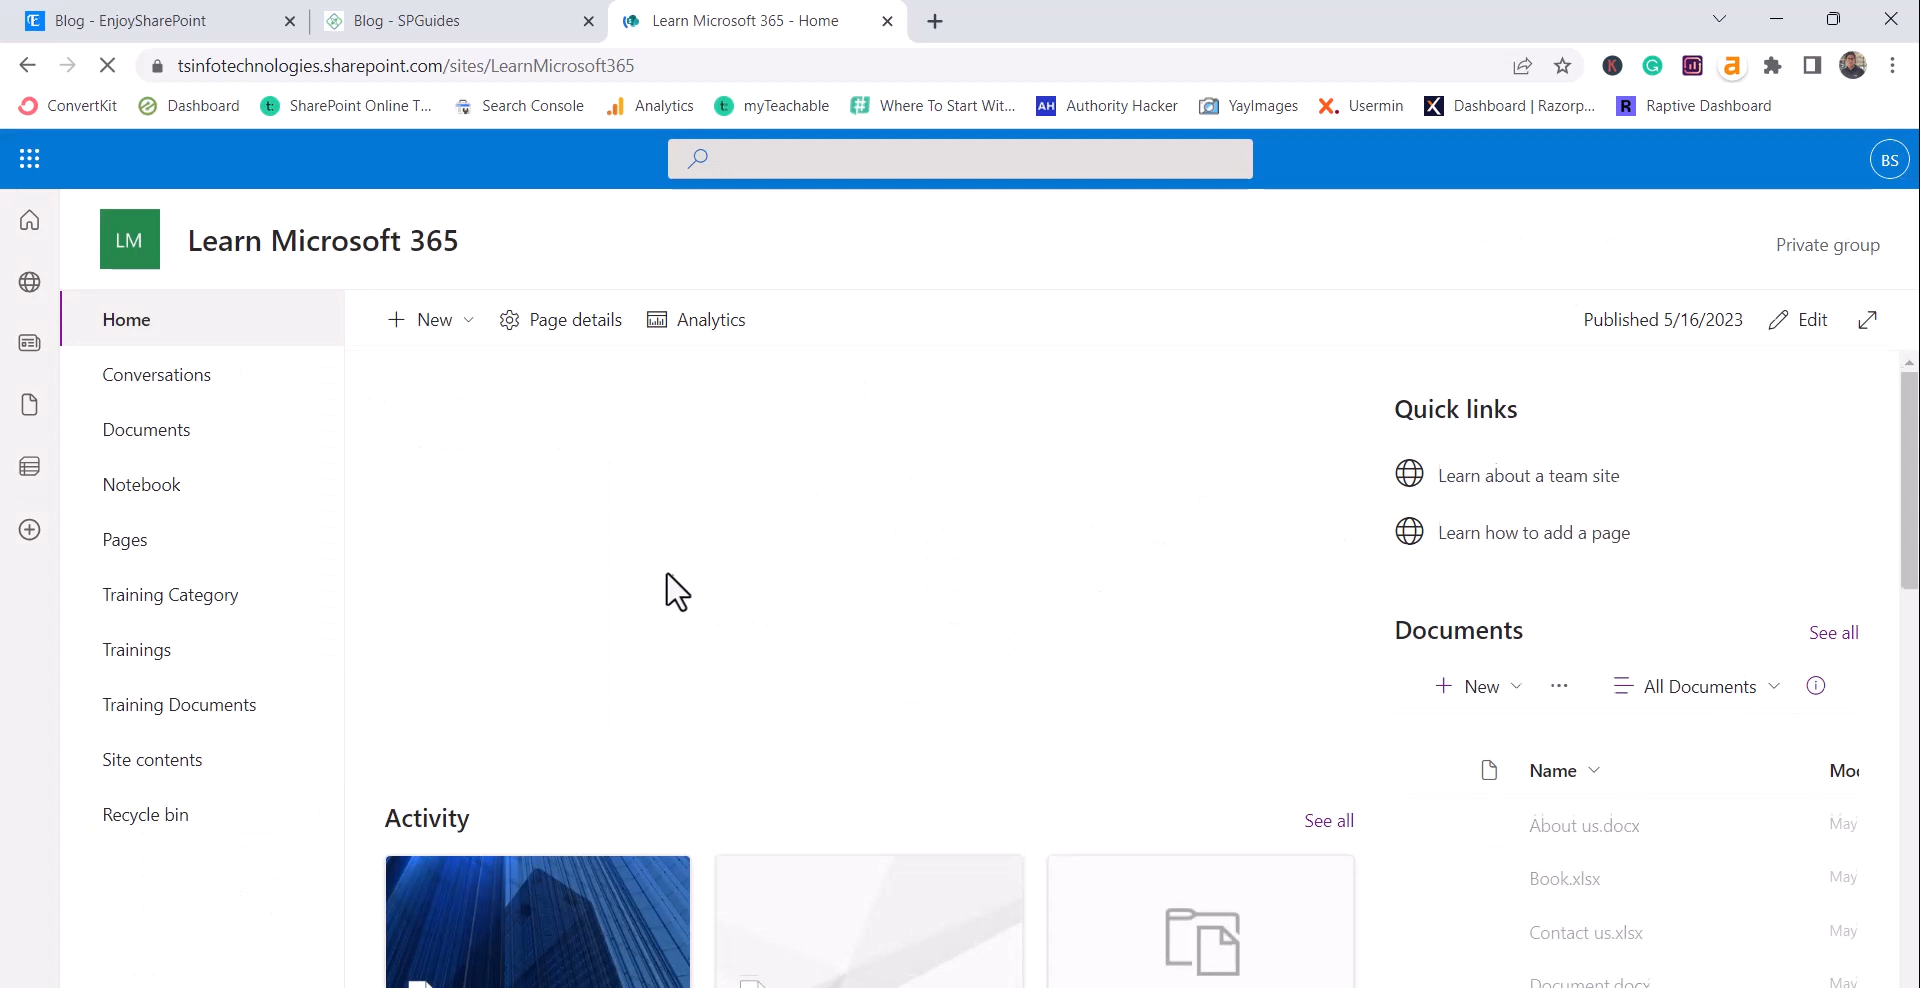 Blog - EnjoySharePoint
Blog - SPGuides
Learn Microsoft 365 - Home
tsinfotechnologies.sharepoint.com/sites/LearnMicrosoft365
ConvertKit
Dashboard
SharePoint Online T...
Search Console
Analytics
myTeachable
Where To Start Wit...
AH Authority Hacker
YayImages
Usermin
Dashboard | Razorp...
R Raptive Dashboard
BS
LM
Learn Microsoft 365
Private group
Home
Conversations
Documents
Notebook
Pages
Training Category
Trainings
Training Documents
Site contents
Recycle bin
New
Page details
Analytics
Published 5/16/2023
Edit
Quick links
Learn about a team site
Learn how to add a page
Documents
See all
New
All Documents
Name
About us.docx
May
Book.xlsx
May
Contact us.xlsx
May
Document.docx
May
Activity
See all